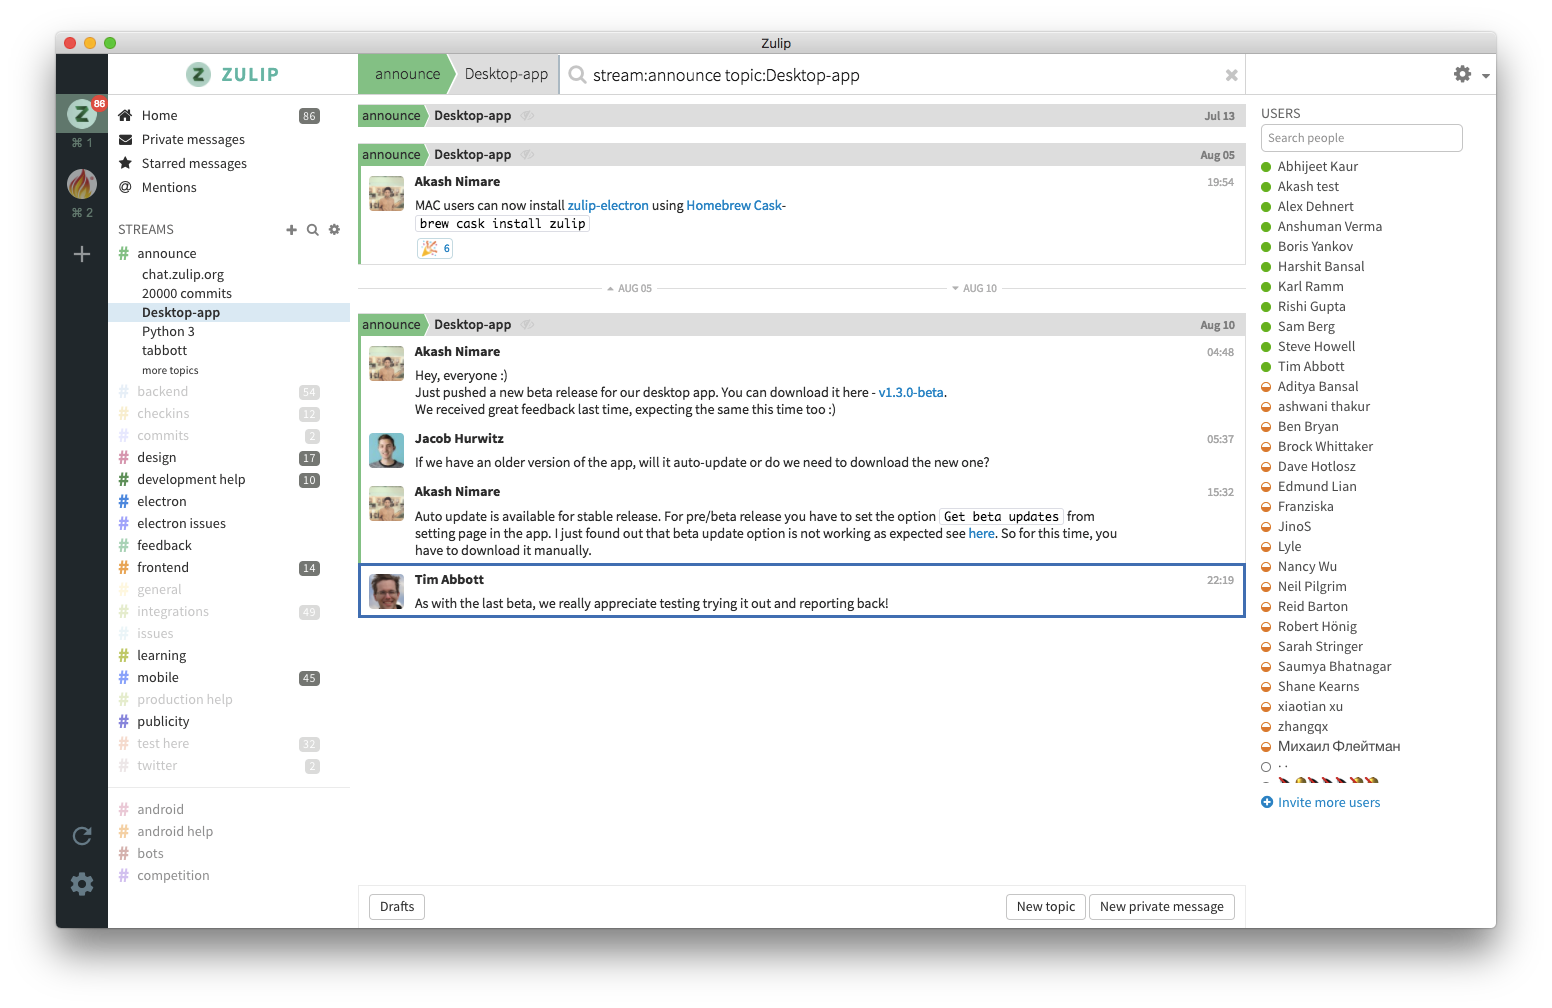 Zulip
86
⌘ 1
⌘ 2
ZULIP
Home 86
Private messages
Starred messages
Mentions
STREAMS
# announce
chat.zulip.org
20000 commits
Desktop-app
Python 3
tabbott
more topics
# backend 54
# checkins 12
# commits 2
# design 17
# development help 10
# electron
# electron issues
# feedback
# frontend 14
# general
# integrations 49
# issues
# learning
# mobile 45
# production help
# publicity
# test here 32
# twitter 2
# android
# android help
# bots
# competition
announce Desktop-app stream:announce topic:Desktop-app
announce Desktop-app Jul 13
announce Desktop-app Aug 05
Akash Nimare 19:54
MAC users can now install zulip-electron using Homebrew Cask-
brew cask install zulip
6
AUG 05 AUG 10
announce Desktop-app Aug 10
Akash Nimare 04:48
Hey, everyone :)
Just pushed a new beta release for our desktop app. You can download it here - v1.3.0-beta.
We received great feedback last time, expecting the same this time too :)
Jacob Hurwitz 05:37
If we have an older version of the app, will it auto-update or do we need to download the new one?
Akash Nimare 15:32
Auto update is available for stable release. For pre/beta release you have to set the option Get beta updates from
setting page in the app. I just found out that beta update option is not working as expected see here. So for this time, you
have to download it manually.
Tim Abbott 22:19
As with the last beta, we really appreciate testing trying it out and reporting back!
Drafts New topic New private message
USERS
Search people
Abhijeet Kaur
Akash test
Alex Dehnert
Anshuman Verma
Boris Yankov
Harshit Bansal
Karl Ramm
Rishi Gupta
Sam Berg
Steve Howell
Tim Abbott
Aditya Bansal
ashwani thakur
Ben Bryan
Brock Whittaker
Dave Hotlosz
Edmund Lian
Franziska
JinoS
Lyle
Nancy Wu
Neil Pilgrim
Reid Barton
Robert Hönig
Sarah Stringer
Saumya Bhatnagar
Shane Kearns
xiaotian xu
zhangqx
Михаил Флейтман
· ·
Invite more users